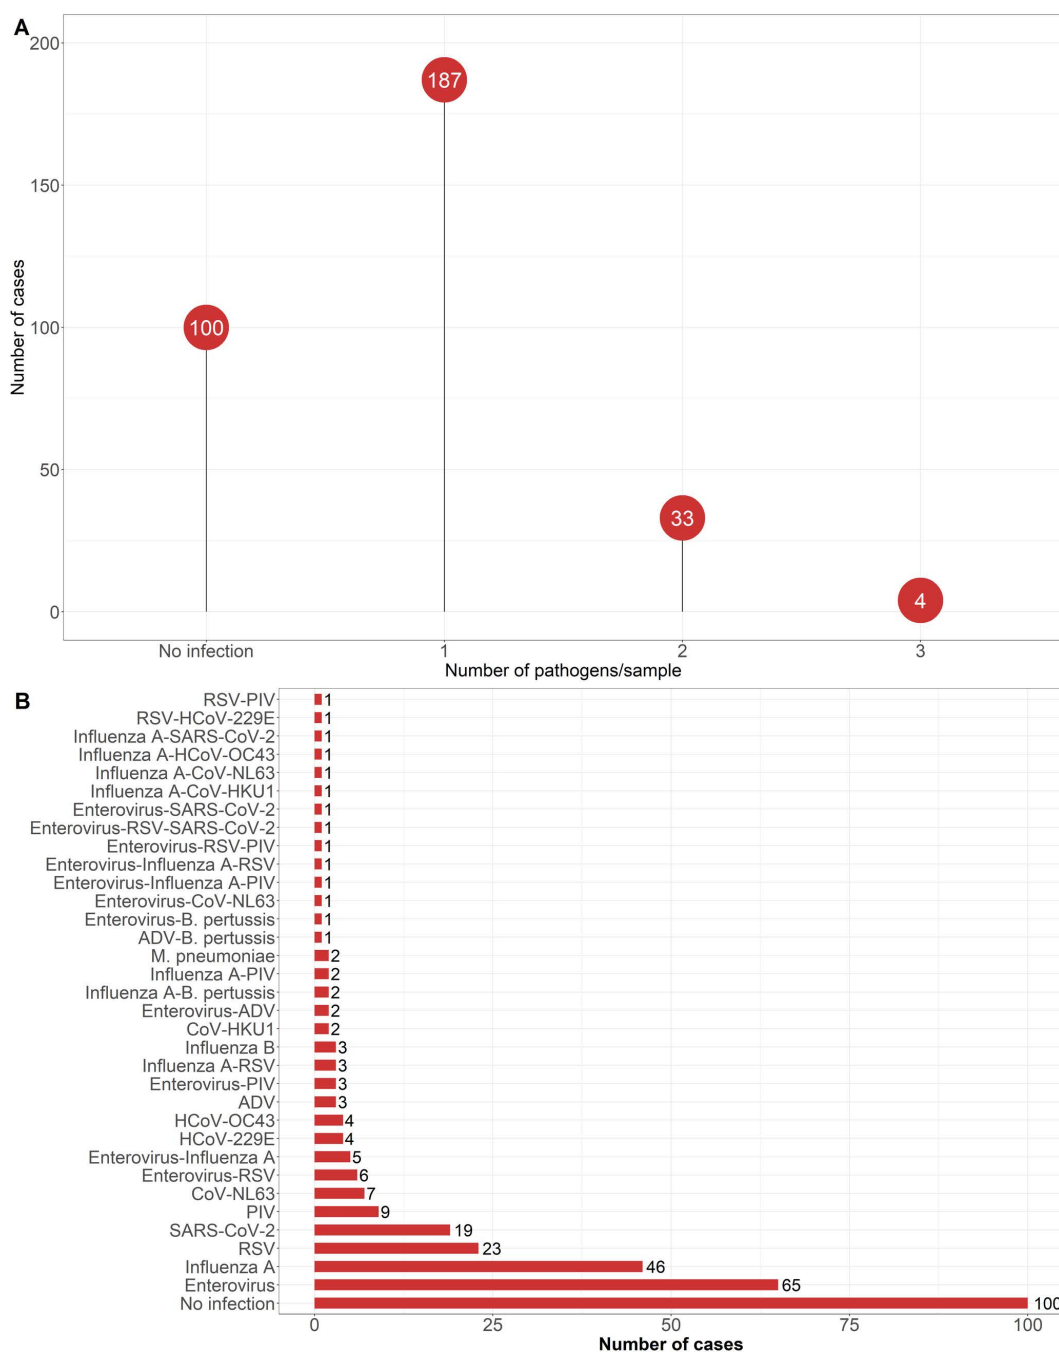 A
200
187
150
100
100
50
33
4
0
Number of cases
No infection 1 2 3
Number of pathogens/sample
B
RSV-PIV 1
RSV-HCoV-229E 1
Influenza A-SARS-CoV-2 1
Influenza A-HCoV-OC43 1
Influenza A-CoV-NL63 1
Influenza A-CoV-HKU1 1
Enterovirus-SARS-CoV-2 1
Enterovirus-RSV-SARS-CoV-2 1
Enterovirus-RSV-PIV 1
Enterovirus-Influenza A-RSV 1
Enterovirus-Influenza A-PIV 1
Enterovirus-CoV-NL63 1
Enterovirus-B. pertussis 1
ADV-B. pertussis 1
M. pneumoniae 2
Influenza A-PIV 2
Influenza A-B. pertussis 2
Enterovirus-ADV 2
CoV-HKU1 2
Influenza B 3
Influenza A-RSV 3
Enterovirus-PIV 3
ADV 3
HCoV-OC43 4
HCoV-229E 4
Enterovirus-Influenza A 5
Enterovirus-RSV 6
CoV-NL63 7
PIV 9
SARS-CoV-2 19
RSV 23
Influenza A 46
Enterovirus 65
No infection 100
0 25 50 75 100
Number of cases